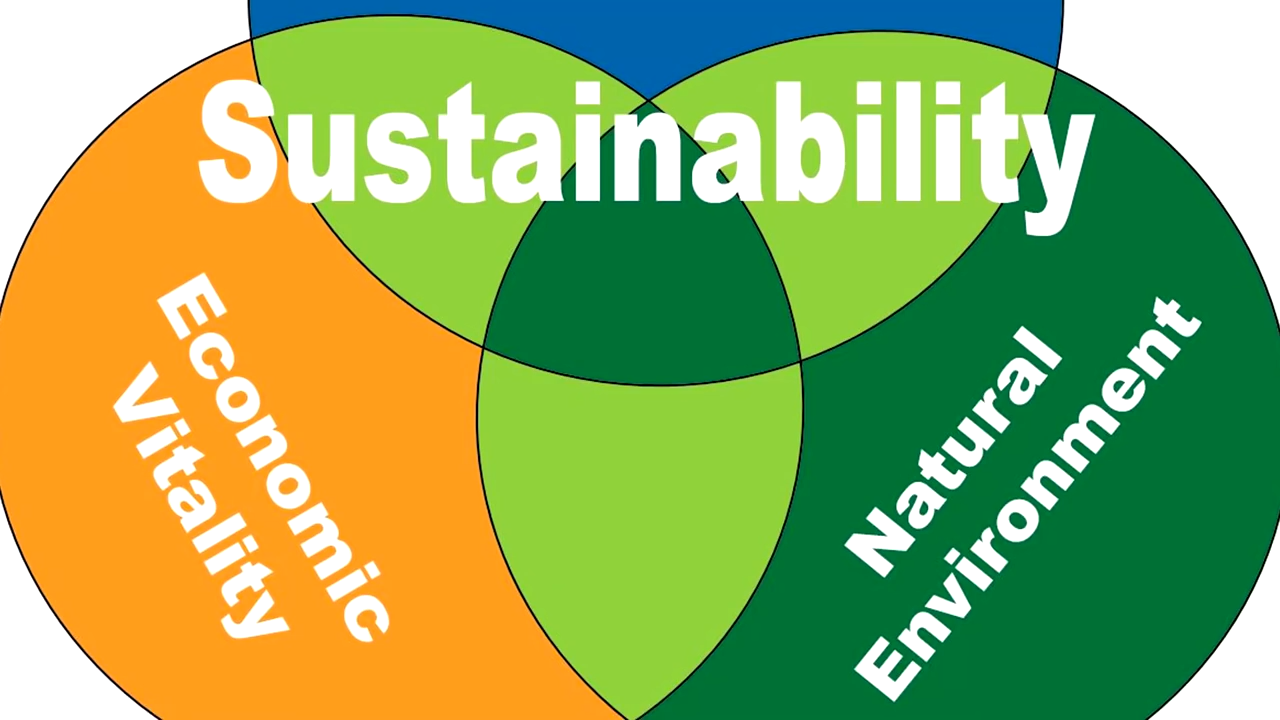 Sustainability
Economic
Vitality
Natural
Environment